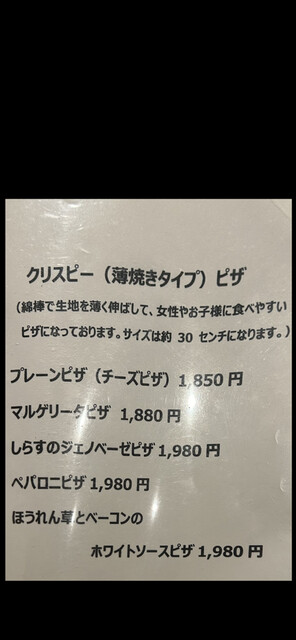 クリスピー（薄焼きタイプ）ピザ
（綿棒で生地を薄く伸ばして、女性やお子様に食べやすい
ピザになっております。サイズは約 30 センチになります。）
プレーンピザ（チーズピザ）1,850 円
マルゲリータピザ 1,880 円
しらすのジェノベーゼピザ 1,980 円
ペパロニピザ 1,980 円
ほうれん草とベーコンの
ホワイトソースピザ 1,980 円